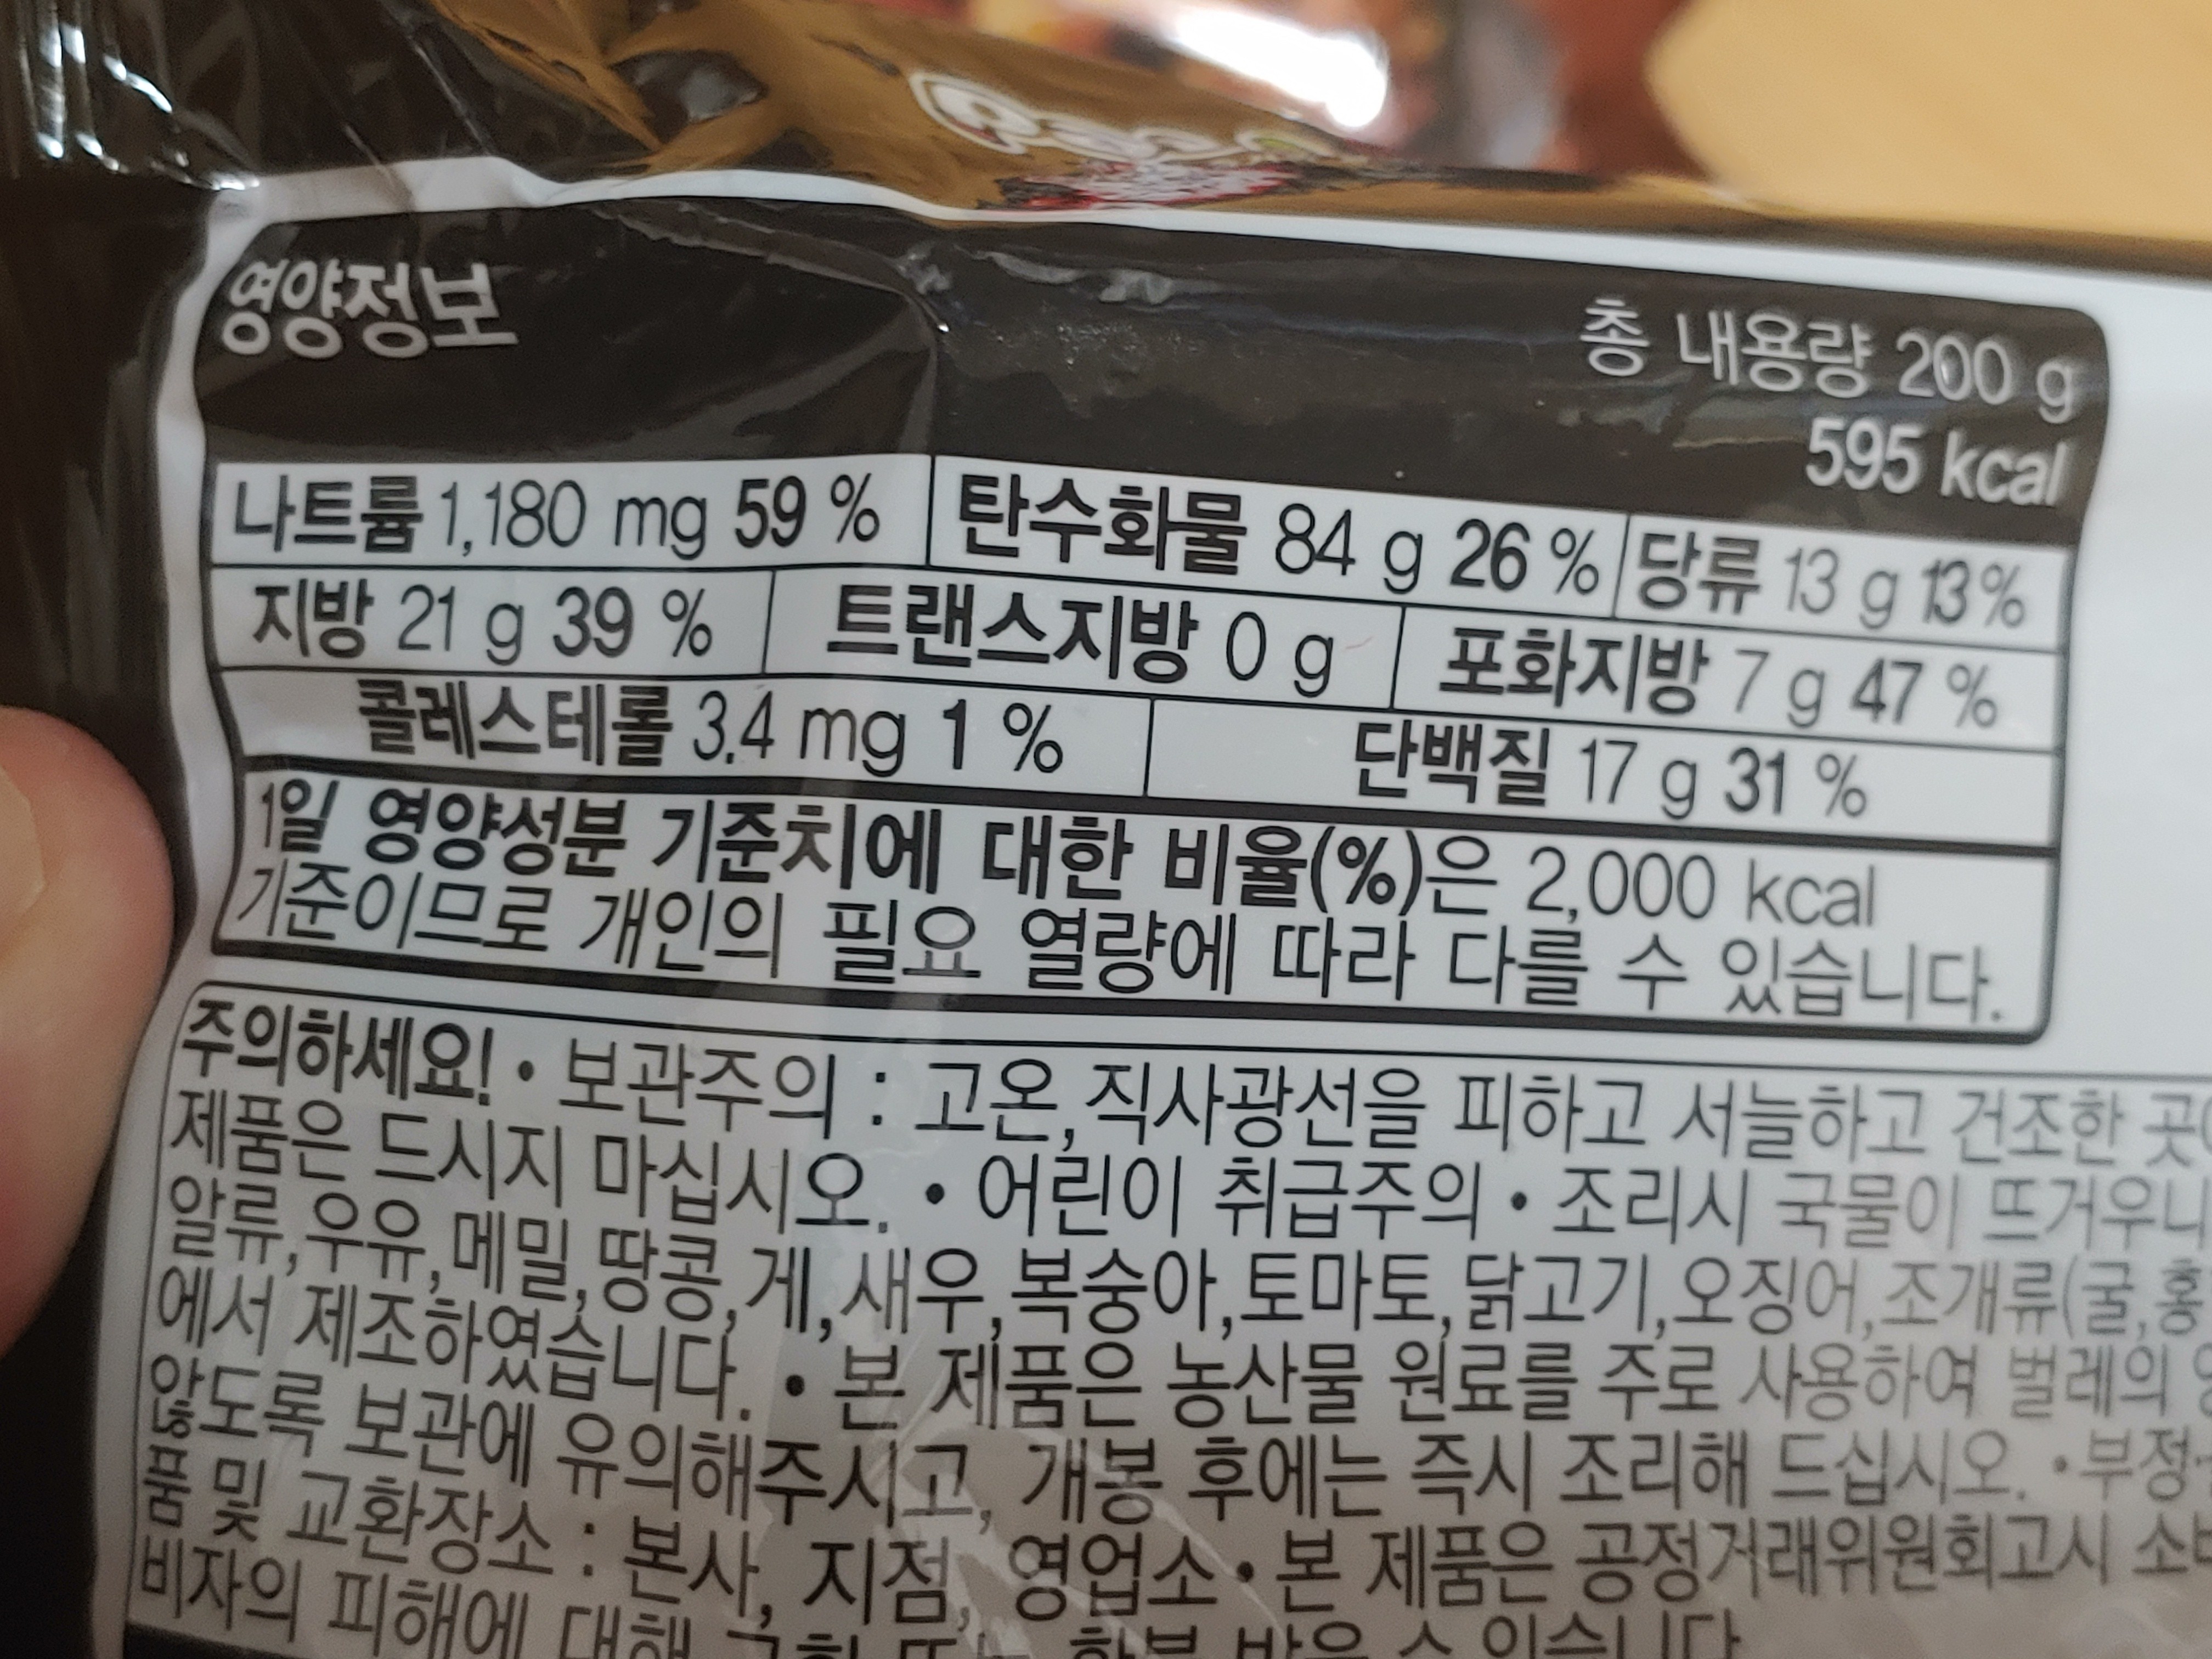 영양정보
총 내용량 200 g
595 kcal
나트륨 1,180 mg 59 % 탄수화물 84 g 26 % 당류 13 g 13%
지방 21 g 39 % 트랜스지방 0 g 포화지방 7 g 47 %
콜레스테롤 3.4 mg 1 % 단백질 17 g 31 %
1일 영양성분 기준치에 대한 비율(%)은 2,000 kcal
기준이므로 개인의 필요 열량에 따라 다를 수 있습니다.
주의하세요! • 보관주의 : 고온, 직사광선을 피하고 서늘하고 건조한
제품은 드시지 마십시오. • 어린이 취급주의 • 조리시 국물이 뜨거우니
알류,우유,메밀,땅콩,게,새우,복숭아,토마토,닭고기,오징어,조개류(굴,
에서 제조하였습니다. • 본 제품은 농산물 원료를 주로 사용하여 벌레의
않도록 보관에 유의해주시고, 개봉 후에는 즉시 조리해 드십시오. •부정
품 및 교환장소 : 본사, 지점, 영업소 • 본 제품은 공정거래위원회고시
비자의 피해에 대해